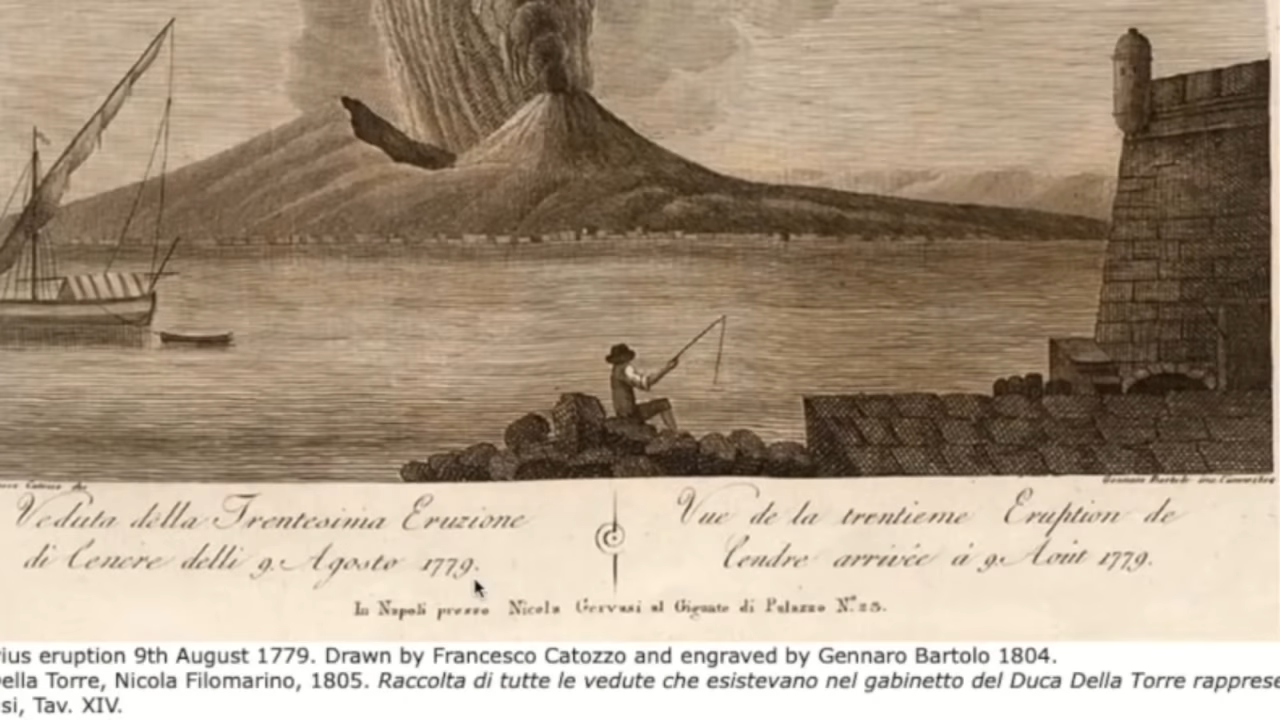 Veduta della Trentesima Eruzione
di Cenere delli 9. Agosto 1779.
Vue de la trentieme Eruption de
Cendre arrivée à 9. Aout 1779.
In Napoli presso Nicola Gervasi al Gigante di Palazzo N.º 23.
ius eruption 9th August 1779. Drawn by Francesco Catozzo and engraved by Gennaro Bartolo 1804.
ella Torre, Nicola Filomarino, 1805. Raccolta di tutte le vedute che esistevano nel gabinetto del Duca Della Torre rapprese
si, Tav. XIV.